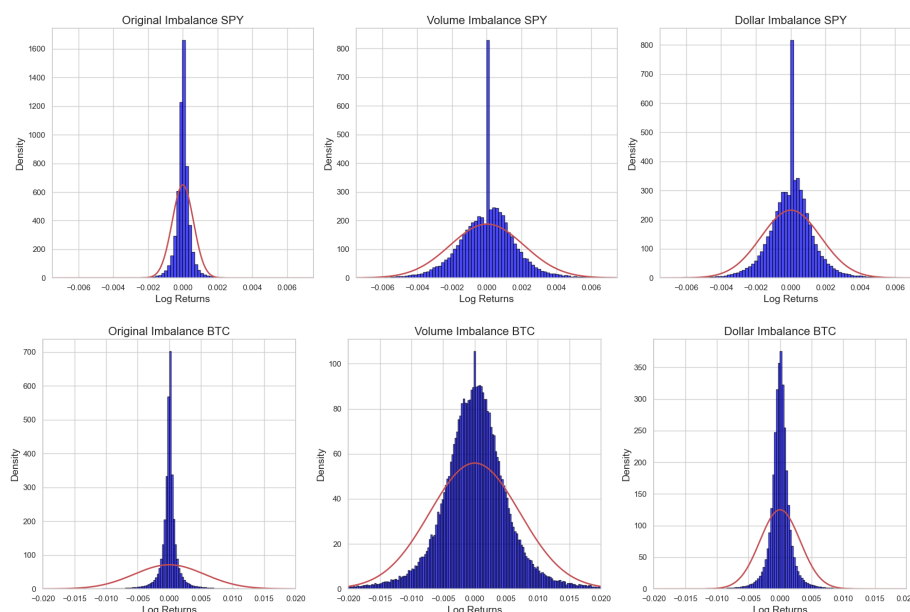 Original Imbalance SPY
1600
1400
1200
1000
800
600
400
200
0
Density
−0.006 −0.004 −0.002 0.000 0.002 0.004 0.006
Log Returns
Volume Imbalance SPY
800
700
600
500
400
300
200
100
0
Density
−0.006 −0.004 −0.002 0.000 0.002 0.004 0.006
Log Returns
Dollar Imbalance SPY
800
700
600
500
400
300
200
100
0
Density
−0.006 −0.004 −0.002 0.000 0.002 0.004 0.006
Log Returns
Original Imbalance BTC
700
600
500
400
300
200
100
0
Density
−0.020 −0.015 −0.010 −0.005 0.000 0.005 0.010 0.015 0.020
Log Returns
Volume Imbalance BTC
100
80
60
40
20
0
Density
−0.020 −0.015 −0.010 −0.005 0.000 0.005 0.010 0.015 0.020
Log Returns
Dollar Imbalance BTC
350
300
250
200
150
100
50
0
Density
−0.020 −0.015 −0.010 −0.005 0.000 0.005 0.010 0.015 0.020
Log Returns